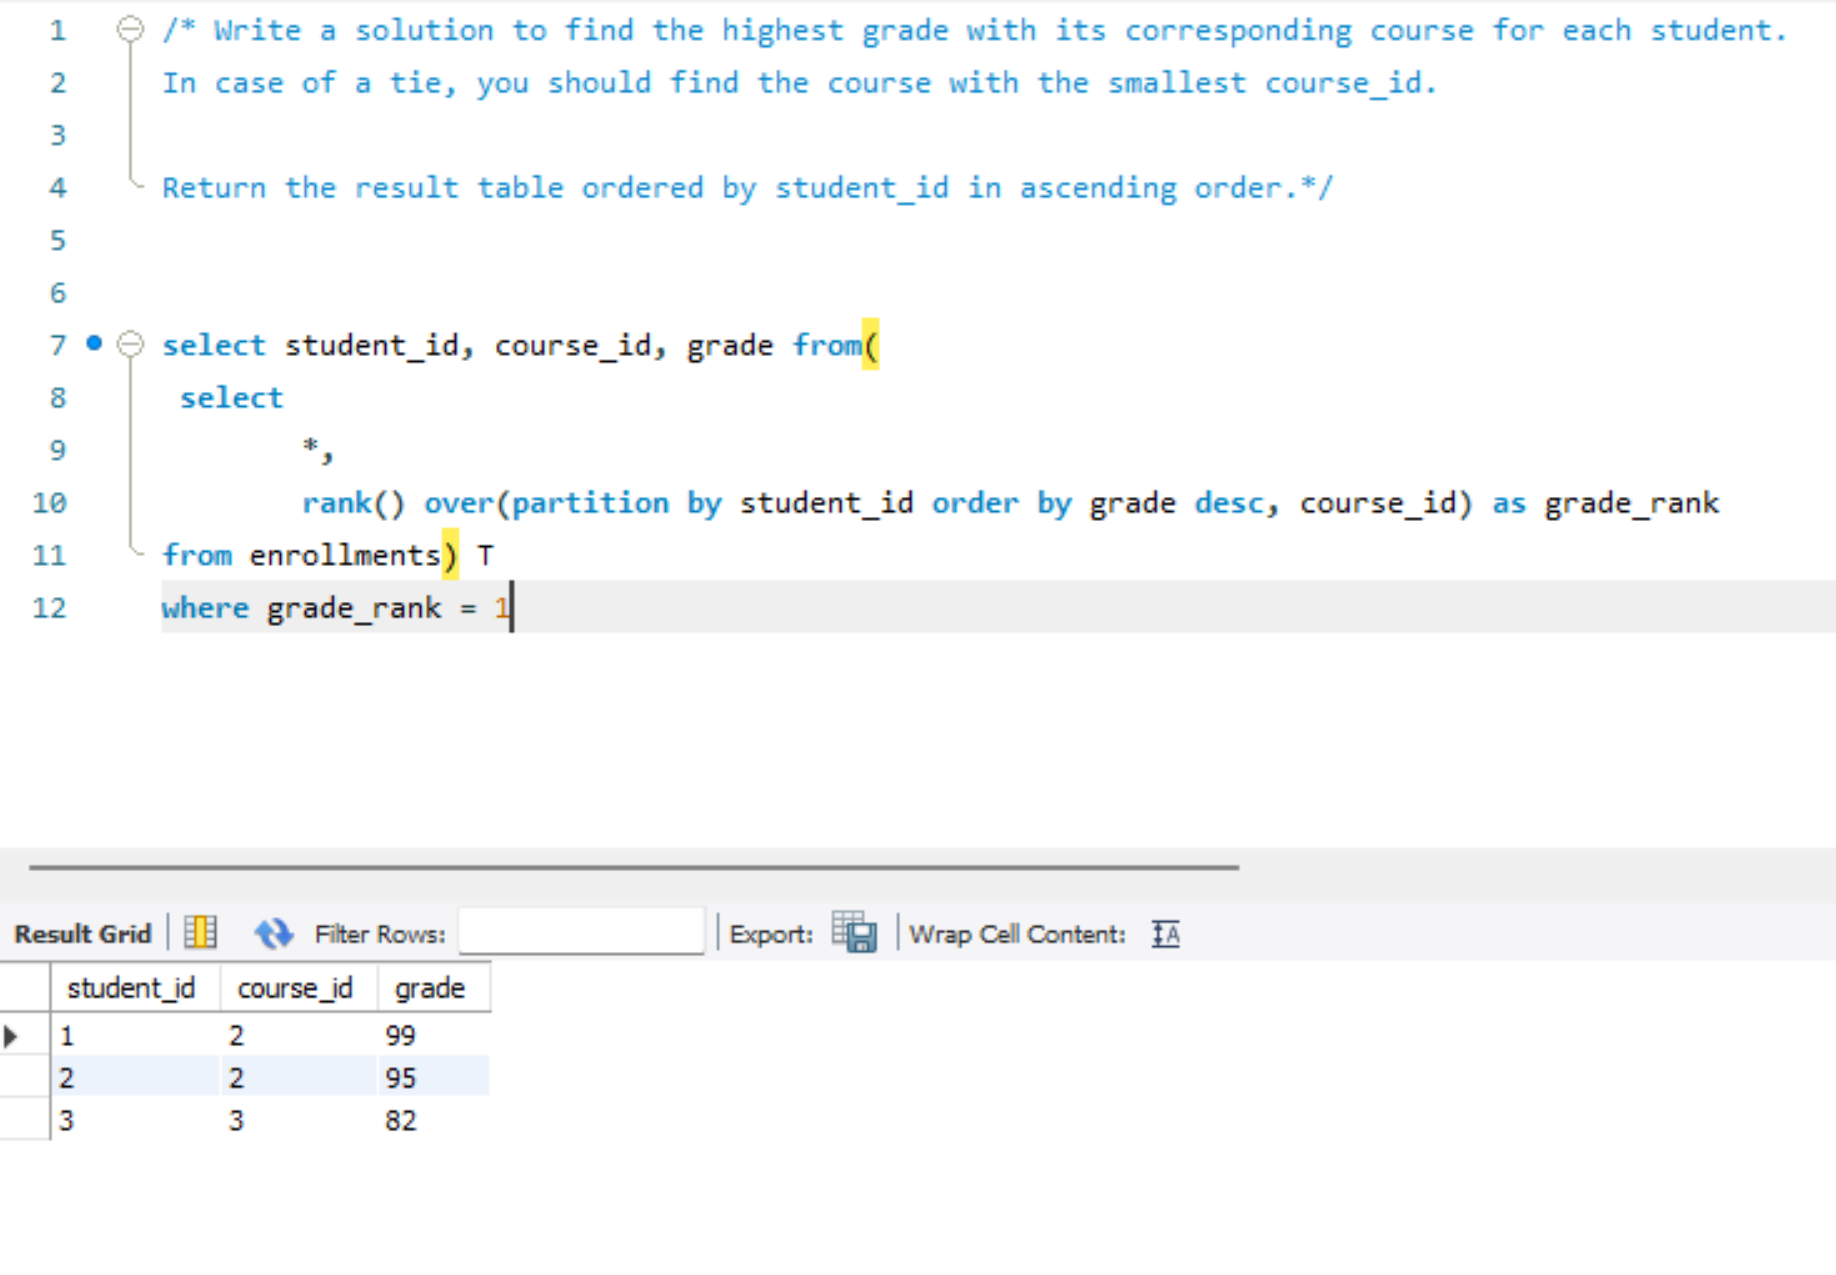 1 /* Write a solution to find the highest grade with its corresponding course for each student.
2 In case of a tie, you should find the course with the smallest course_id.
3
4 Return the result table ordered by student_id in ascending order.*/
5
6
7 select student_id, course_id, grade from(
8 select
9 *,
10 rank() over(partition by student_id order by grade desc, course_id) as grade_rank
11 from enrollments) T
12 where grade_rank = 1
Result Grid Filter Rows: Export: Wrap Cell Content: IA
student_id course_id grade
1 2 99
2 2 95
3 3 82